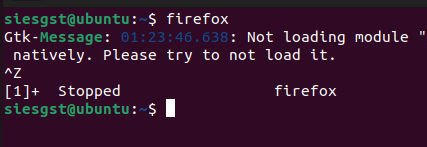 siesgst@ubuntu:~$ firefox
Gtk-Message: 01:23:46.638: Not loading module "
 natively. Please try to not load it.
^Z
[1]+  Stopped                 firefox
siesgst@ubuntu:~$